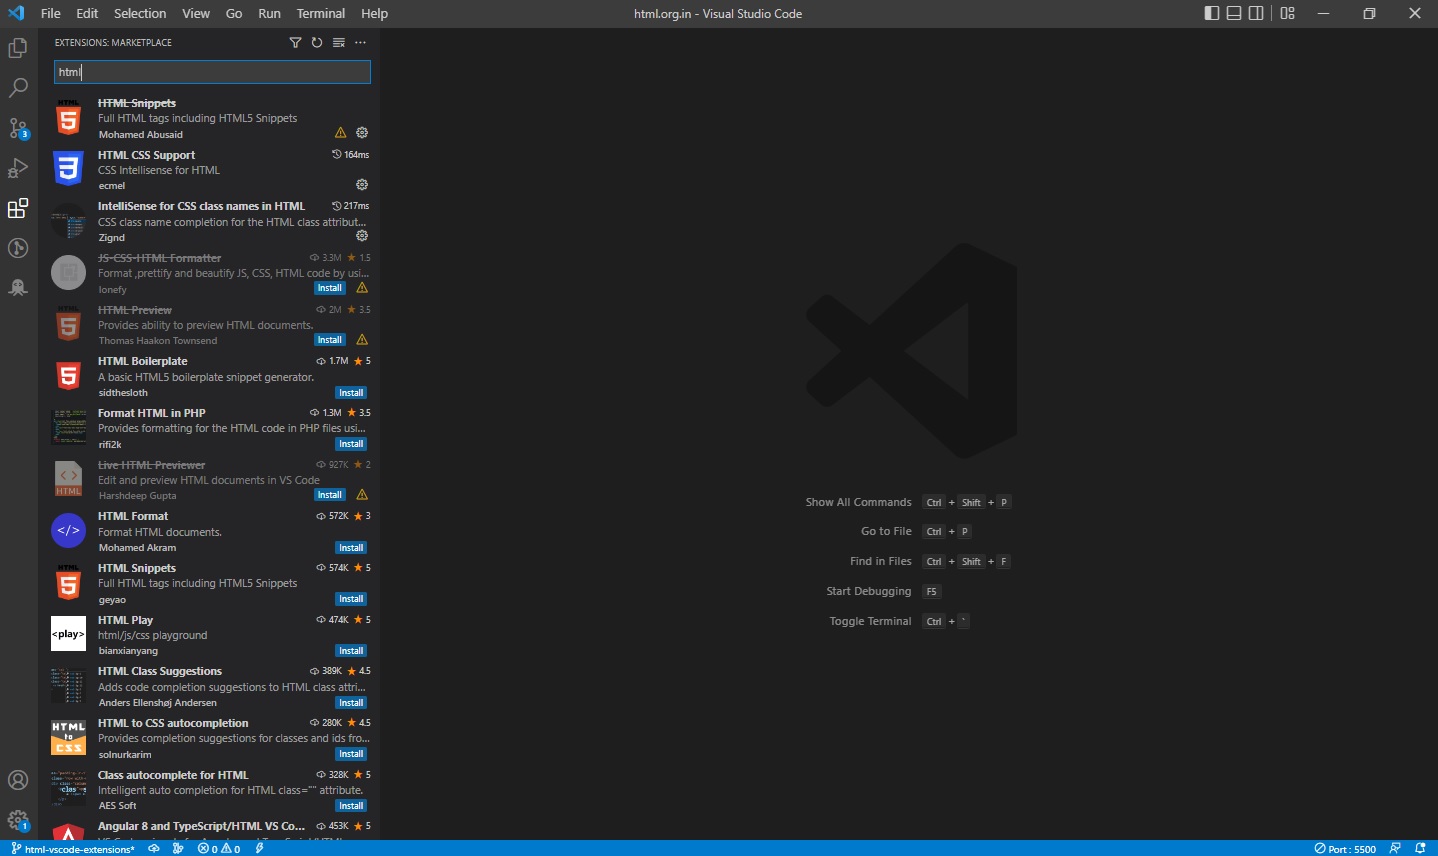 File Edit Selection View Go Run Terminal Help
html.org.in - Visual Studio Code
EXTENSIONS: MARKETPLACE
html
HTML Snippets
Full HTML tags including HTML5 Snippets
Mohamed Abusaid
HTML CSS Support 164ms
CSS Intellisense for HTML
ecmel
IntelliSense for CSS class names in HTML 217ms
CSS class name completion for the HTML class attribut...
Zignd
JS-CSS-HTML Formatter 3.3M 1.5
Format ,prettify and beautify JS, CSS, HTML code by usi...
lonefy Install
HTML Preview 2M 3.5
Provides ability to preview HTML documents.
Thomas Haakon Townsend Install
HTML Boilerplate 1.7M 5
A basic HTML5 boilerplate snippet generator.
sidthesloth Install
Format HTML in PHP 1.3M 3.5
Provides formatting for the HTML code in PHP files usi...
rifi2k Install
Live HTML Previewer 927K 2
Edit and preview HTML documents in VS Code
Harshdeep Gupta Install
HTML
HTML Format 572K 3
Format HTML documents.
Mohamed Akram Install
</>
HTML Snippets 574K 5
Full HTML tags including HTML5 Snippets
geyao Install
HTML Play 474K 5
html/js/css playground
bianxianyang Install
<play>
HTML Class Suggestions 389K 4.5
Adds code completion suggestions to HTML class attri...
Anders Ellenshøj Andersen Install
HTML to CSS autocompletion 280K 4.5
Provides completion suggestions for classes and ids fro...
solnurkarim Install
HTML
to
CSS
Class autocomplete for HTML 328K 5
Intelligent auto completion for HTML class="" attribute.
AES Soft Install
Angular 8 and TypeScript/HTML VS Co... 453K 5
Show All Commands Ctrl + Shift + P
Go to File Ctrl + P
Find in Files Ctrl + Shift + F
Start Debugging F5
Toggle Terminal Ctrl + `
3
1
html-vscode-extensions* 0 0
Port : 5500